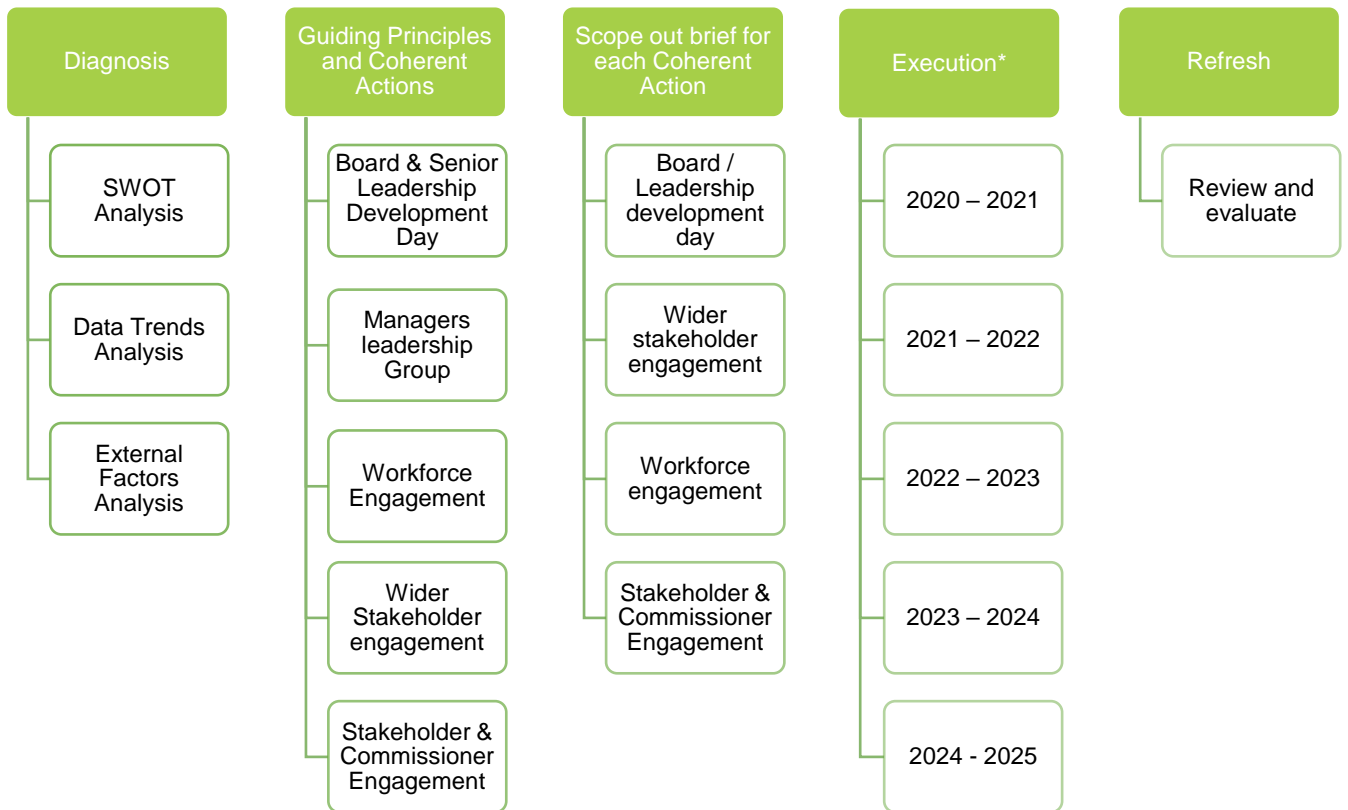 Diagnosis
SWOT
Analysis
Data Trends
Analysis
External
Factors
Analysis
Guiding Principles
and Coherent
Actions
Board & Senior
Leadership
Development
Day
Managers
leadership
Group
Workforce
Engagement
Wider
Stakeholder
engagement
Stakeholder &
Commissioner
Engagement
Scope out brief for
each Coherent
Action
Board /
Leadership
development
day
Wider
stakeholder
engagement
Workforce
engagement
Stakeholder &
Commissioner
Engagement
Execution*
2020 – 2021
2021 – 2022
2022 – 2023
2023 – 2024
2024 - 2025
Refresh
Review and
evaluate